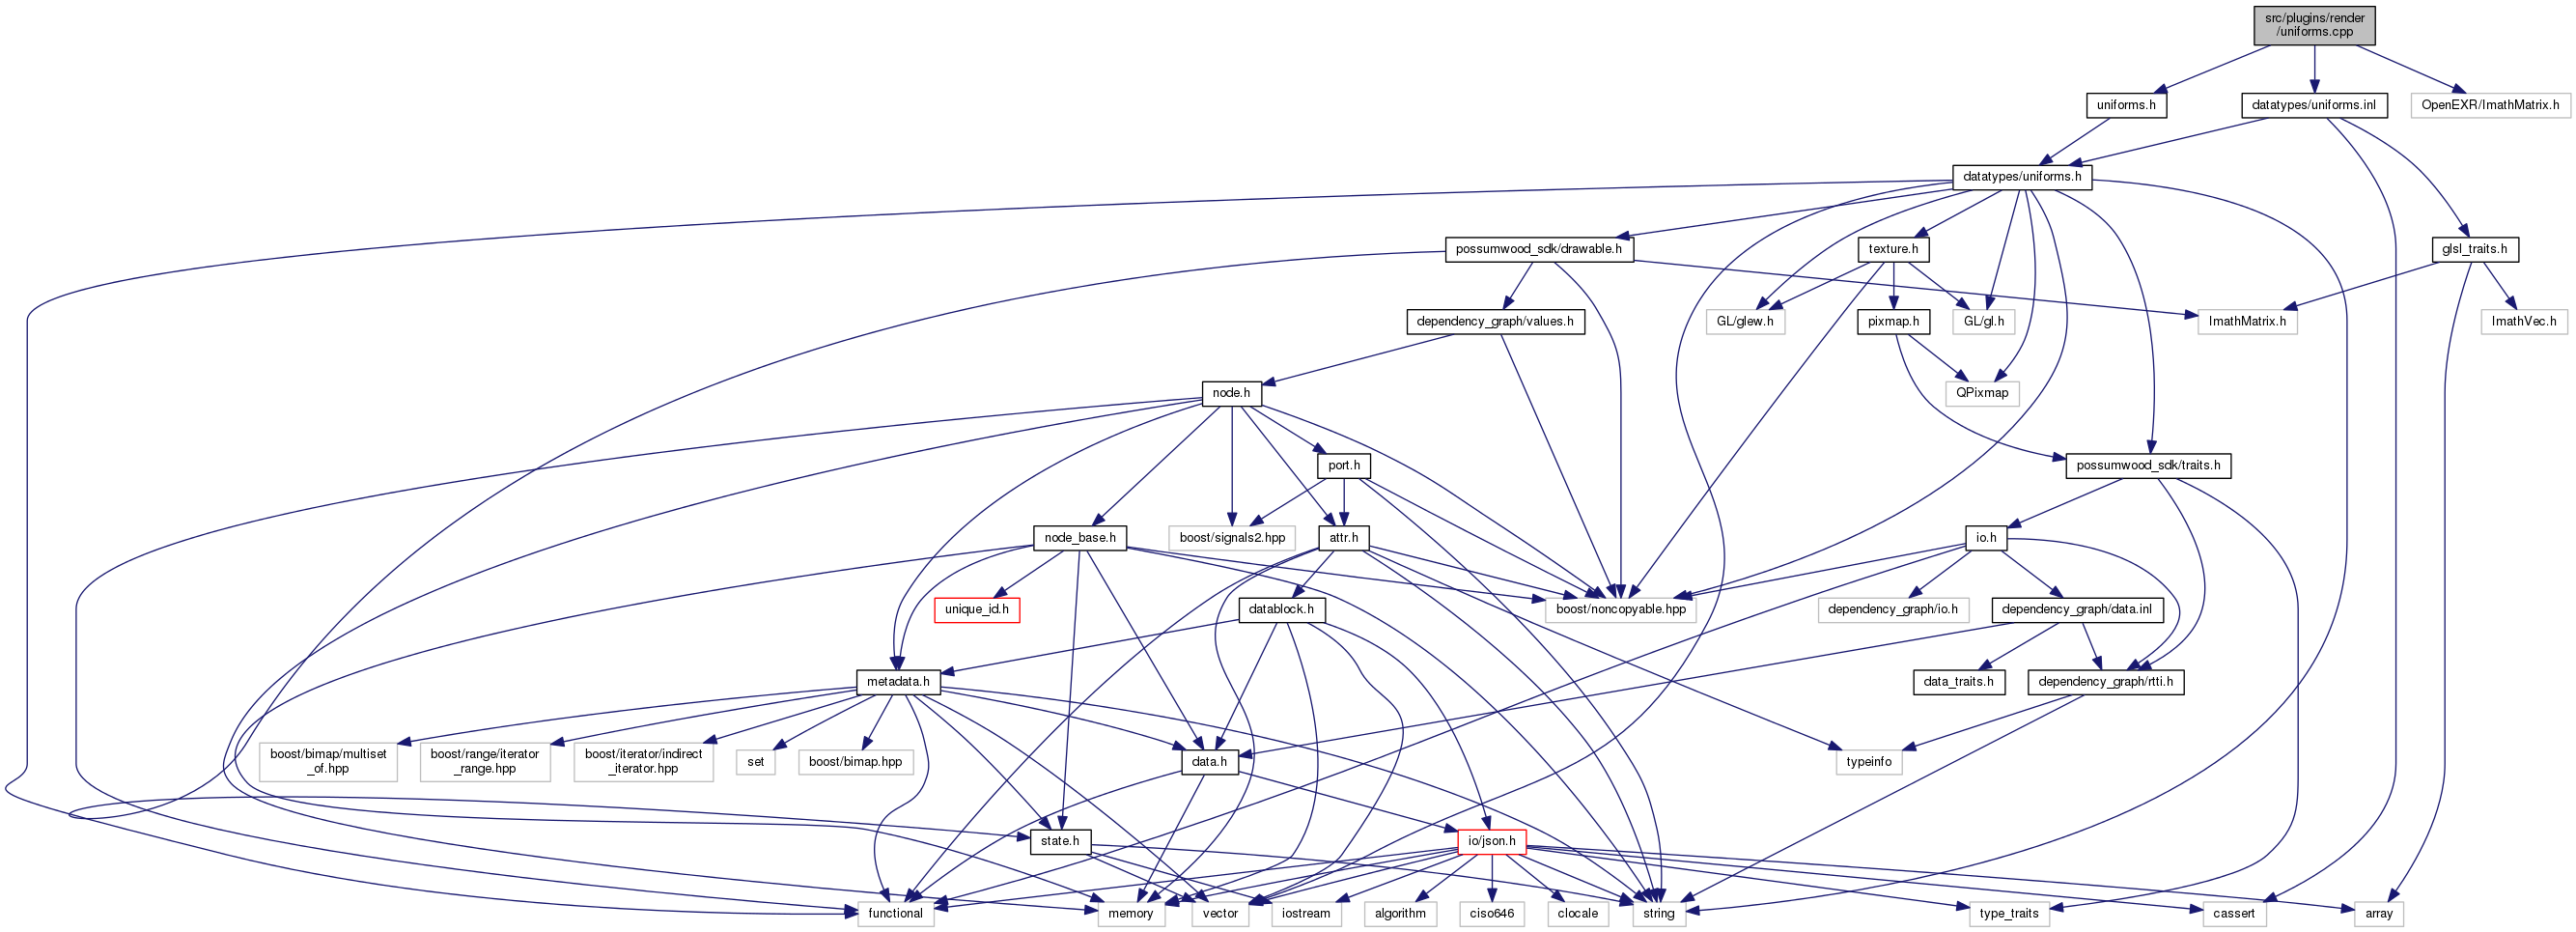 src/plugins/render
/uniforms.cpp
uniforms.h
datatypes/uniforms.inl
OpenEXR/ImathMatrix.h
datatypes/uniforms.h
possumwood_sdk/drawable.h
texture.h
glsl_traits.h
dependency_graph/values.h
GL/glew.h
pixmap.h
GL/gl.h
ImathMatrix.h
ImathVec.h
node.h
QPixmap
port.h
possumwood_sdk/traits.h
node_base.h
boost/signals2.hpp
attr.h
io.h
unique_id.h
datablock.h
boost/noncopyable.hpp
dependency_graph/io.h
dependency_graph/data.inl
metadata.h
data_traits.h
dependency_graph/rtti.h
boost/bimap/multiset
_of.hpp
boost/range/iterator
_range.hpp
boost/iterator/indirect
_iterator.hpp
set
boost/bimap.hpp
data.h
typeinfo
state.h
io/json.h
functional
memory
vector
iostream
algorithm
ciso646
clocale
string
type_traits
cassert
array